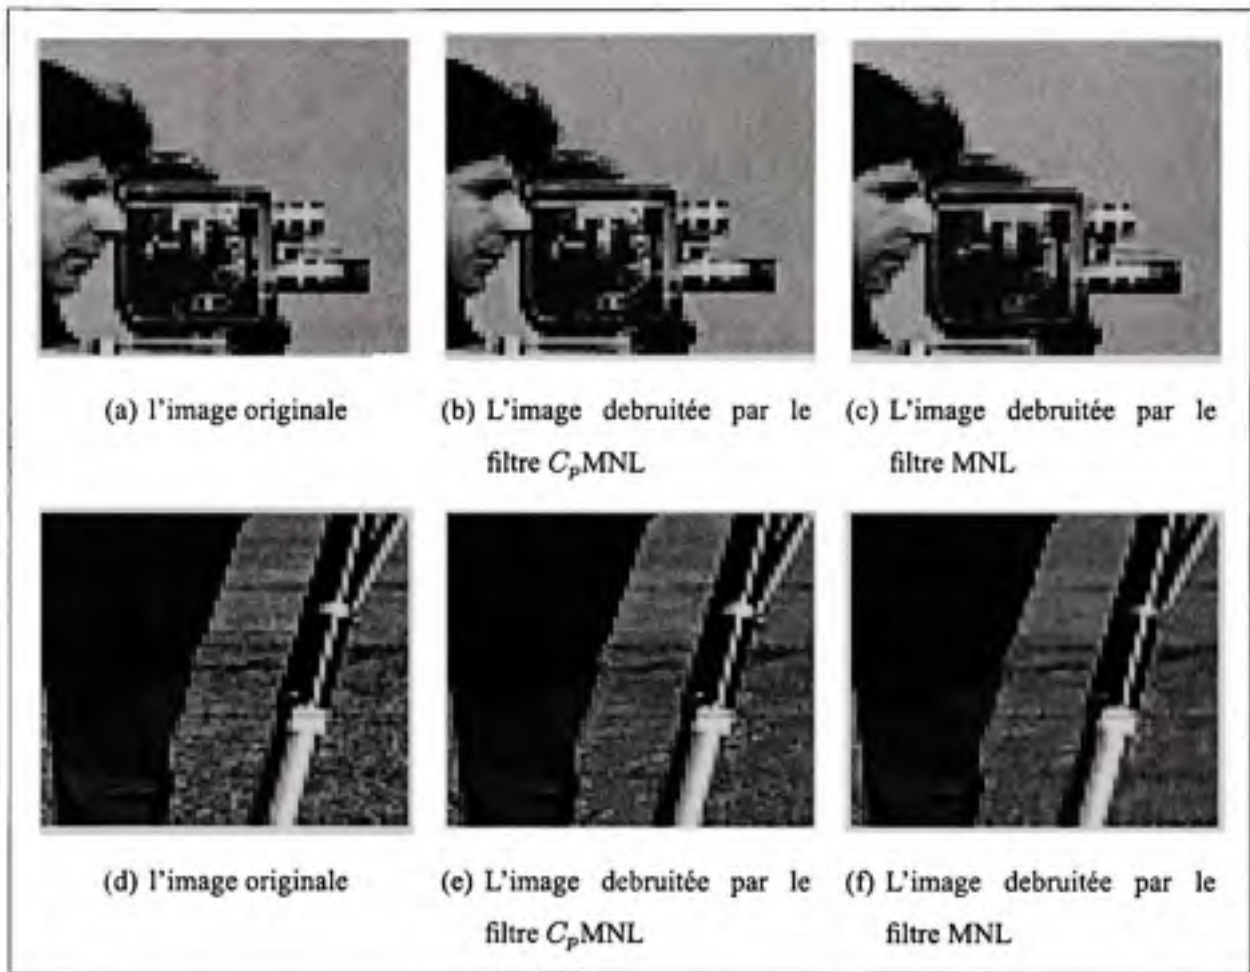 (a) l'image originale
(b) L'image debruitée par le
filtre CₚMNL
(c) L'image debruitée par le
filtre MNL
(d) l'image originale
(e) L'image debruitée par le
filtre CₚMNL
(f) L'image debruitée par le
filtre MNL